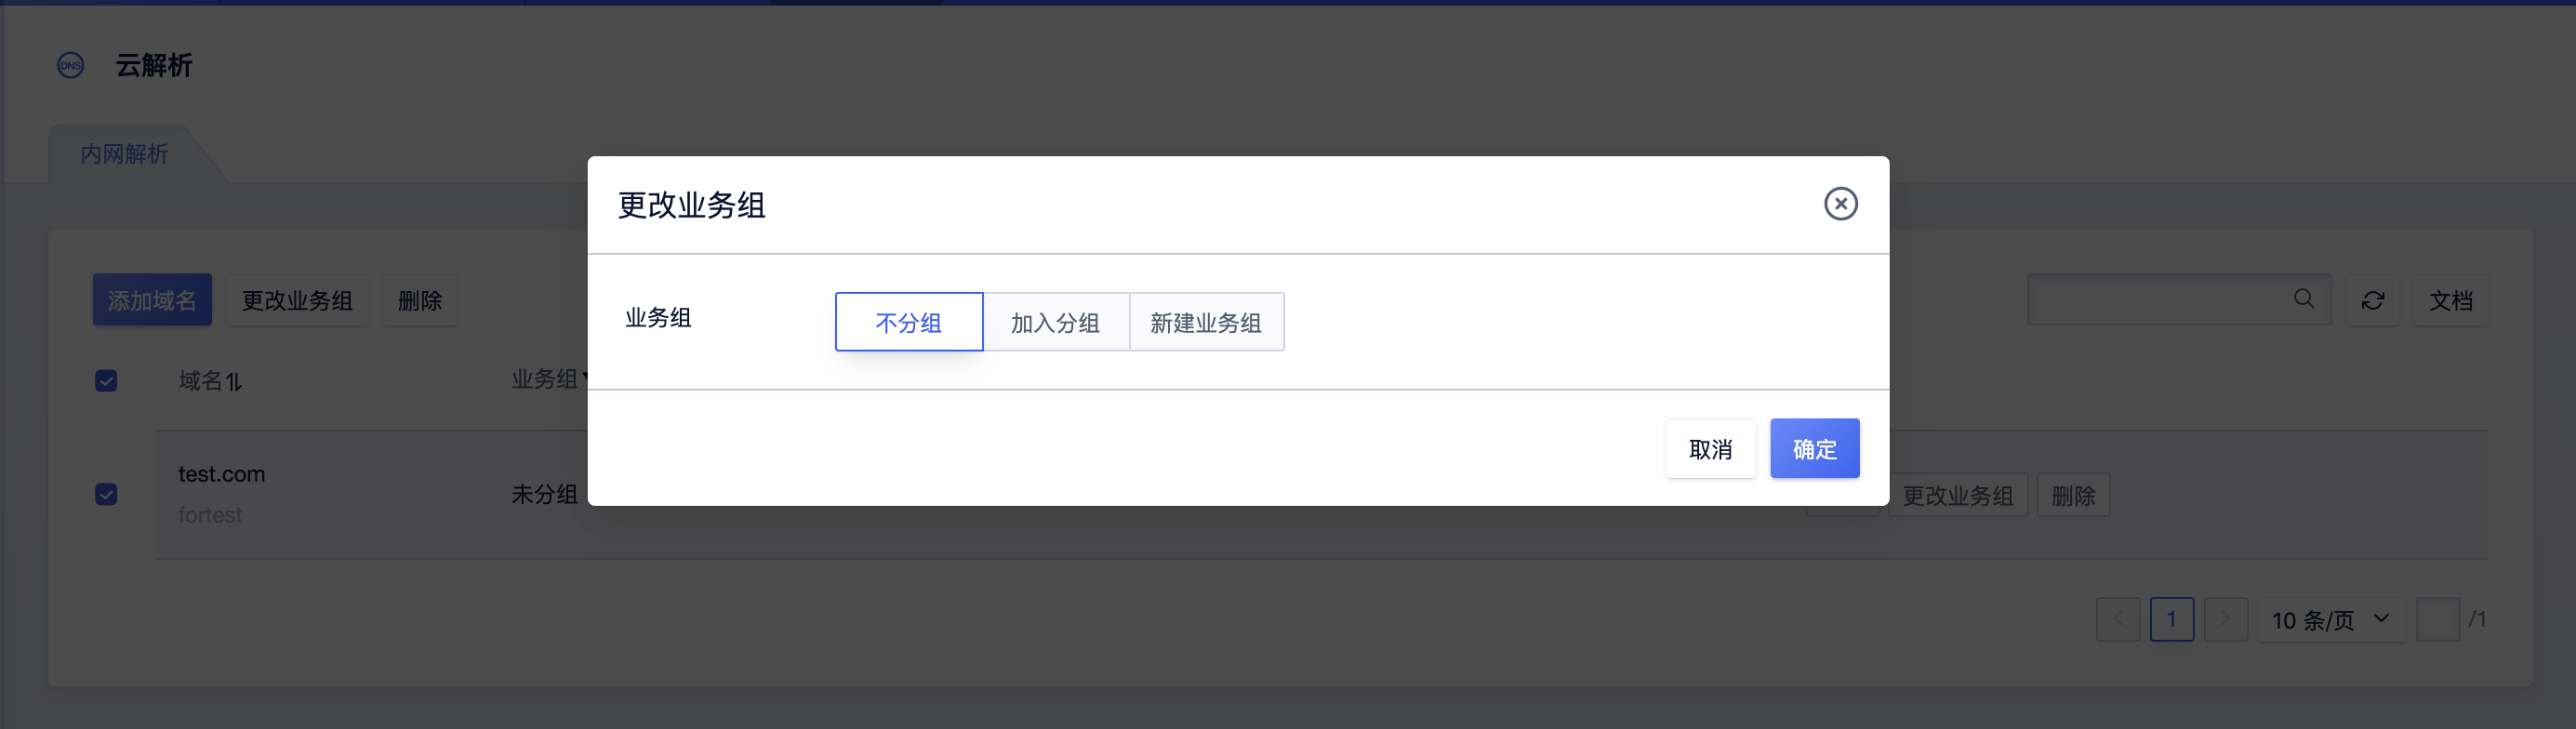 DNS 云解析
内网解析
更改业务组
添加域名 更改业务组 删除
文档
业务组 不分组 加入分组 新建业务组
域名 业务组
取消 确定
test.com
未分组
更改业务组 删除
fortest
1 10 条/页 /1